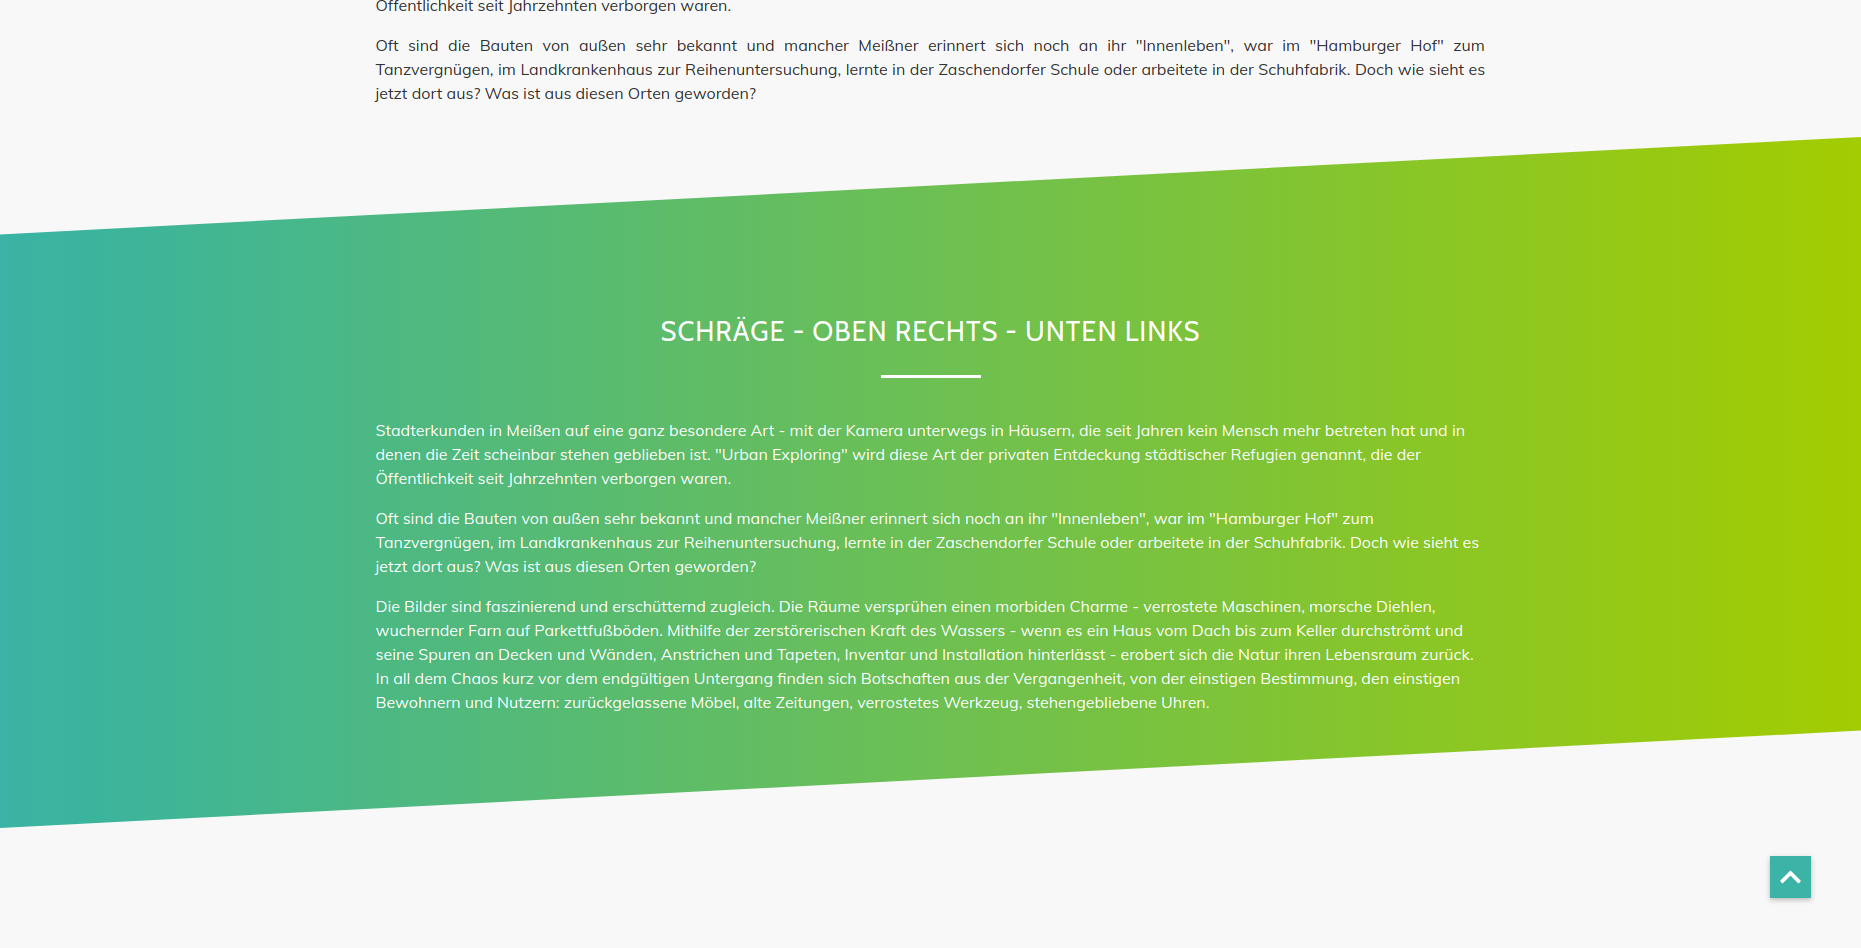 Öffentlichkeit seit Jahrzehnten verborgen waren.
Oft sind die Bauten von außen sehr bekannt und mancher Meißner erinnert sich noch an ihr "Innenleben", war im "Hamburger Hof" zum
Tanzvergnügen, im Landkrankenhaus zur Reihenuntersuchung, lernte in der Zaschendorfer Schule oder arbeitete in der Schuhfabrik. Doch wie sieht es
jetzt dort aus? Was ist aus diesen Orten geworden?
SCHRÄGE - OBEN RECHTS - UNTEN LINKS
Stadterkunden in Meißen auf eine ganz besondere Art - mit der Kamera unterwegs in Häusern, die seit Jahren kein Mensch mehr betreten hat und in
denen die Zeit scheinbar stehen geblieben ist. "Urban Exploring" wird diese Art der privaten Entdeckung städtischer Refugien genannt, die der
Öffentlichkeit seit Jahrzehnten verborgen waren.
Oft sind die Bauten von außen sehr bekannt und mancher Meißner erinnert sich noch an ihr "Innenleben", war im "Hamburger Hof" zum
Tanzvergnügen, im Landkrankenhaus zur Reihenuntersuchung, lernte in der Zaschendorfer Schule oder arbeitete in der Schuhfabrik. Doch wie sieht es
jetzt dort aus? Was ist aus diesen Orten geworden?
Die Bilder sind faszinierend und erschütternd zugleich. Die Räume versprühen einen morbiden Charme - verrostete Maschinen, morsche Diehlen,
wuchernder Farn auf Parkettfußböden. Mithilfe der zerstörerischen Kraft des Wassers - wenn es ein Haus vom Dach bis zum Keller durchströmt und
seine Spuren an Decken und Wänden, Anstrichen und Tapeten, Inventar und Installation hinterlässt - erobert sich die Natur ihren Lebensraum zurück.
In all dem Chaos kurz vor dem endgültigen Untergang finden sich Botschaften aus der Vergangenheit, von der einstigen Bestimmung, den einstigen
Bewohnern und Nutzern: zurückgelassene Möbel, alte Zeitungen, verrostetes Werkzeug, stehengebliebene Uhren.